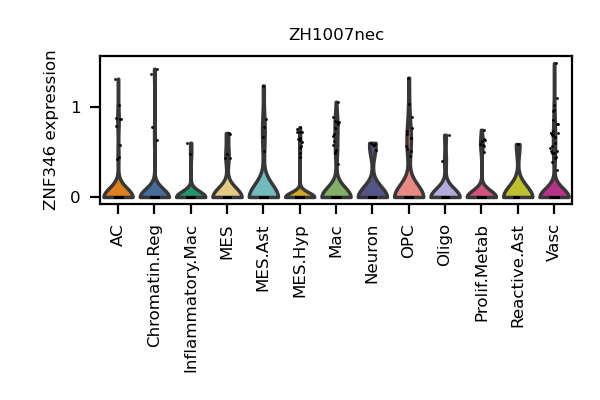 ZH1007nec
ZNF346 expression
1
0
AC
Chromatin.Reg
Inflammatory.Mac
MES
MES.Ast
MES.Hyp
Mac
Neuron
OPC
Oligo
Prolif.Metab
Reactive.Ast
Vasc